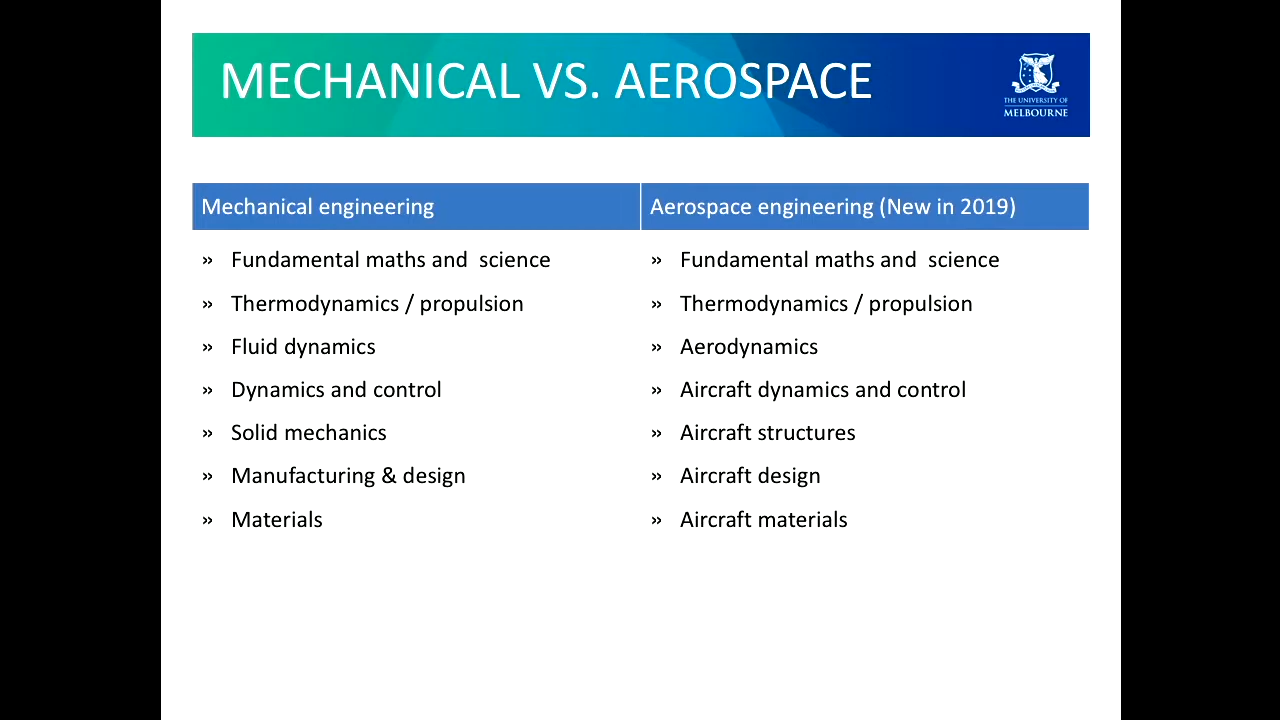 MECHANICAL VS. AEROSPACE
THE UNIVERSITY OF
MELBOURNE
Mechanical engineering
Aerospace engineering (New in 2019)
» Fundamental maths and  science
» Thermodynamics / propulsion
» Fluid dynamics
» Dynamics and control
» Solid mechanics
» Manufacturing & design
» Materials
» Fundamental maths and  science
» Thermodynamics / propulsion
» Aerodynamics
» Aircraft dynamics and control
» Aircraft structures
» Aircraft design
» Aircraft materials